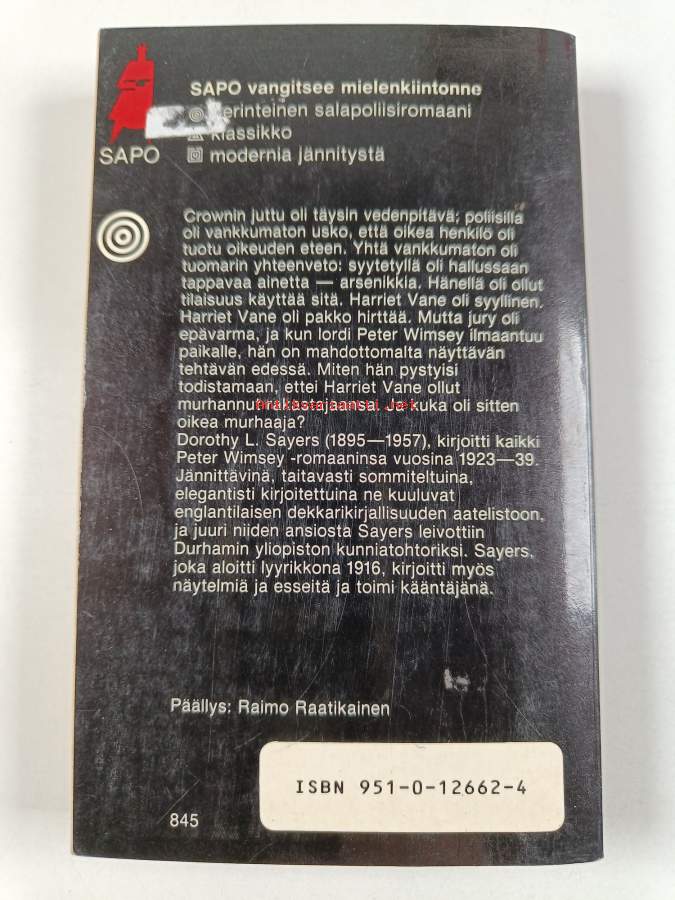 SAPO vangitsee mielenkiintonne
erinteinen salapoliisiromaani
klassikko
SAPO
modernia jännitystä
Crownin juttu oli täysin vedenpitävä; poliisilla
oli vankkumaton usko, että oikea henkilö oli
tuotu oikeuden eteen. Yhtä vankkumaton oli
tuomarin yhteenveto: syytetyllä oli hallussaan
tappavaa ainetta — arsenikkia. Hänellä oli ollut
tilaisuus käyttää sitä. Harriet Vane oli syyllinen.
Harriet Vane oli pakko hirttää. Mutta jury oli
epävarma, ja kun lordi Peter Wimsey ilmaantuu
paikalle, hän on mahdottomalta näyttävän
tehtävän edessä. Miten hän pystyisi
todistamaan, ettei Harriet Vane ollut
murhannut rakastajaansa. Ja kuka oli sitten
oikea murhaaja?
Dorothy L. Sayers (1895—1957), kirjoitti kaikki
Peter Wimsey -romaaninsa vuosina 1923—39.
Jännittävinä, taitavasti sommiteltuina,
elegantisti kirjoitettuina ne kuuluvat
englantilaisen dekkarikirjallisuuden aatelistoon,
ja juuri niiden ansiosta Sayers leivottiin
Durhamin yliopiston kunniatohtoriksi. Sayers,
joka aloitti lyyrikkona 1916, kirjoitti myös
näytelmiä ja esseitä ja toimi kääntäjänä.
Päällys: Raimo Raatikainen
ISBN 951-0-12662-4
845